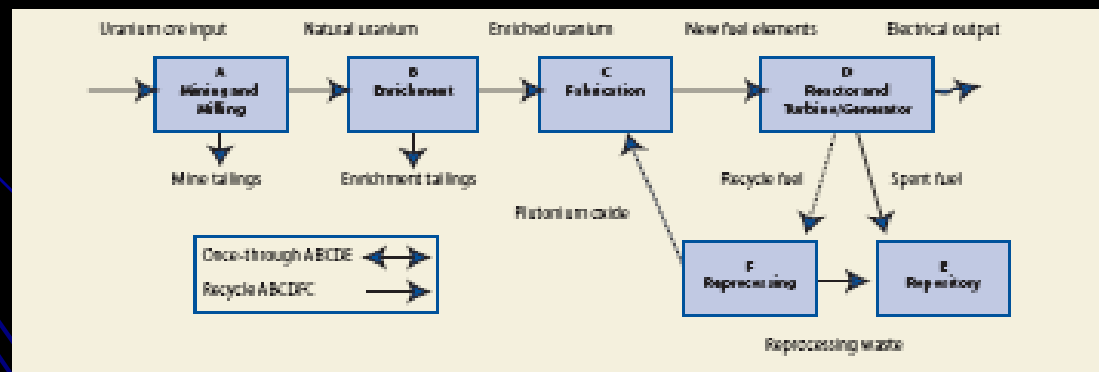 Uranium ore input
Natural uranium
Enriched uranium
New fuel elements
Electrical output
A
Mining and
Milling
B
Enrichment
C
Fabrication
D
Reactor and
Turbine/Generator
Mine tailings
Enrichment tailings
Recycle fuel
Spent fuel
Plutonium oxide
Once-through ABCDE
Recycle ABCDFC
F
Reprocessing
E
Repository
Reprocessing waste